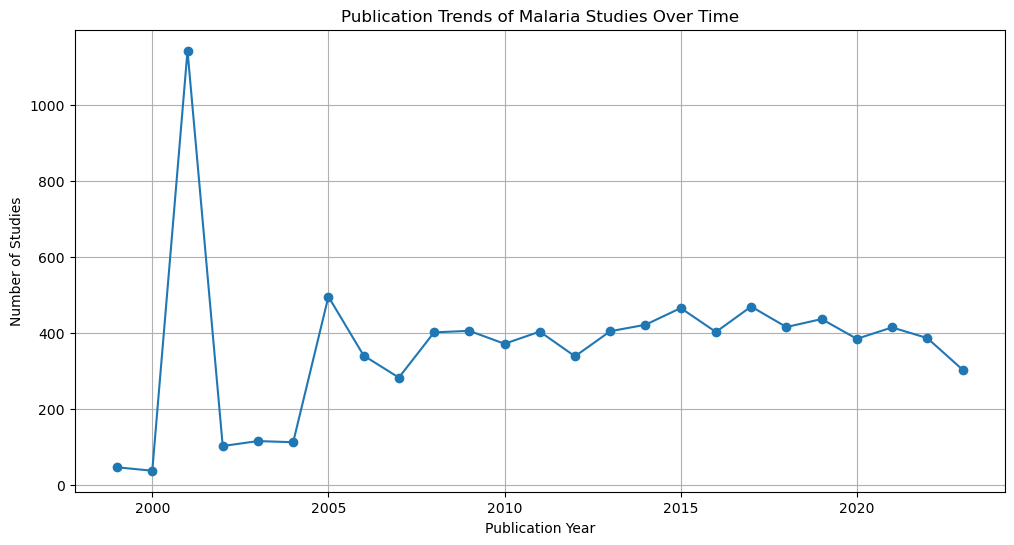 Publication Trends of Malaria Studies Over Time
Number of Studies
1000
800
600
400
200
0
2000 2005 2010 2015 2020
Publication Year